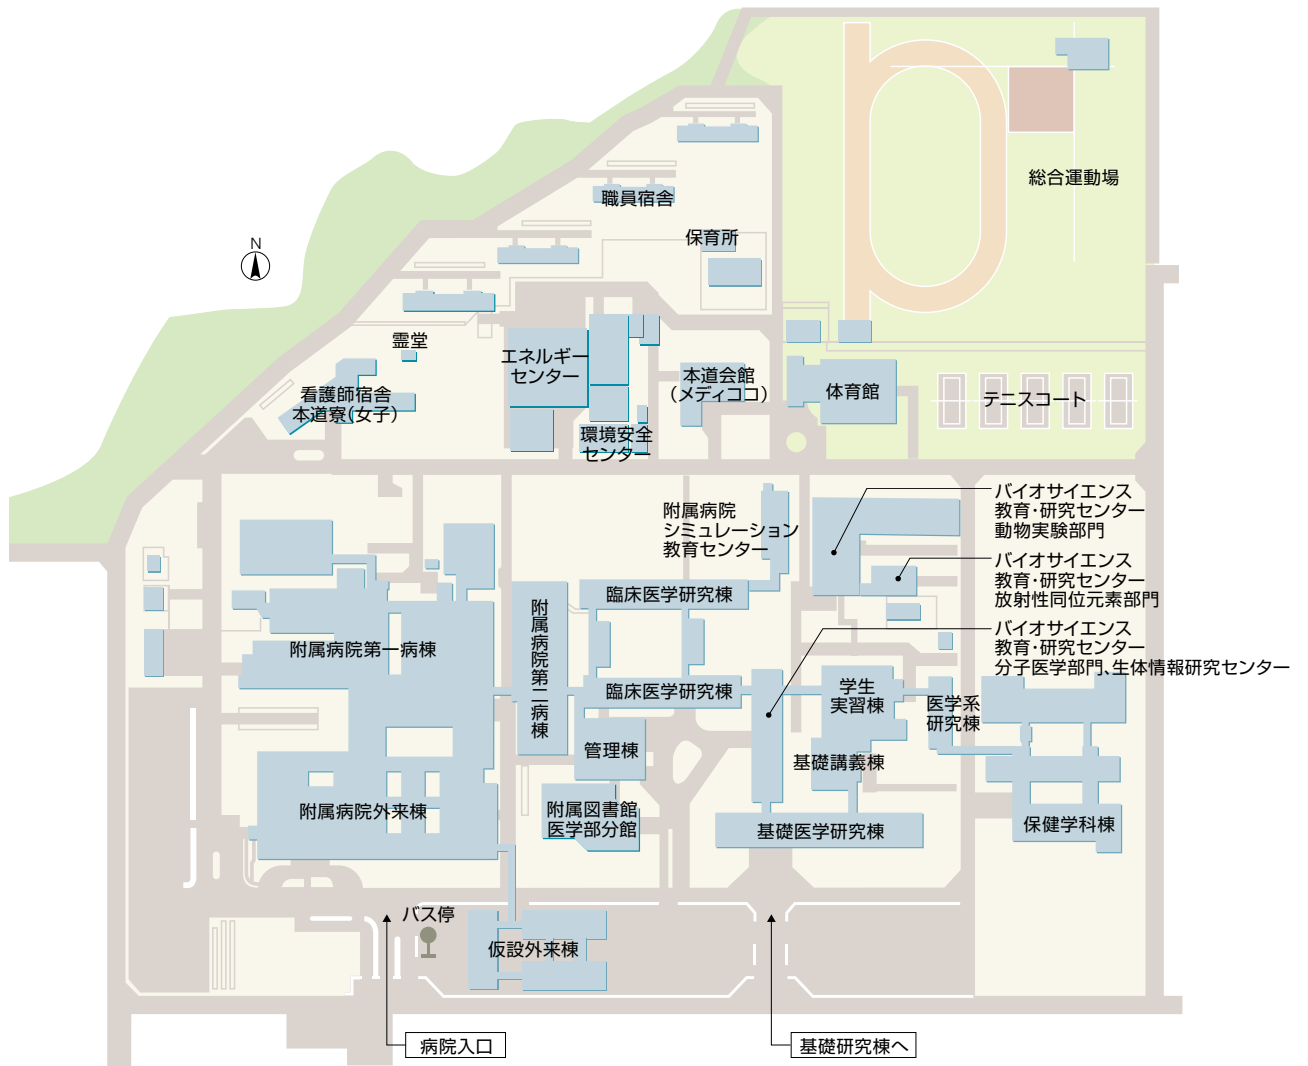 総合運動場
職員宿舎
保育所
N
霊堂
エネルギー
センター
本道会館
(メディココ)
体育館
テニスコート
看護師宿舎
本道寮(女子)
環境安全
センター
附属病院
シミュレーション
教育センター
バイオサイエンス
教育・研究センター
動物実験部門
バイオサイエンス
教育・研究センター
放射性同位元素部門
バイオサイエンス
教育・研究センター
分子医学部門、生体情報研究センター
臨床医学研究棟
附属病院第二病棟
附属病院第一病棟
臨床医学研究棟
学生
実習棟
医学系
研究棟
管理棟
基礎講義棟
附属病院外来棟
附属図書館
医学部分館
基礎医学研究棟
保健学科棟
バス停
仮設外来棟
病院入口
基礎研究棟へ